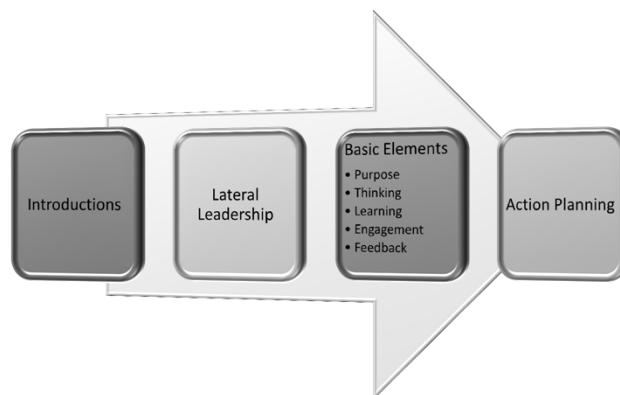 Introductions
Lateral
Leadership
Basic Elements
• Purpose
• Thinking
• Learning
• Engagement
• Feedback
Action Planning